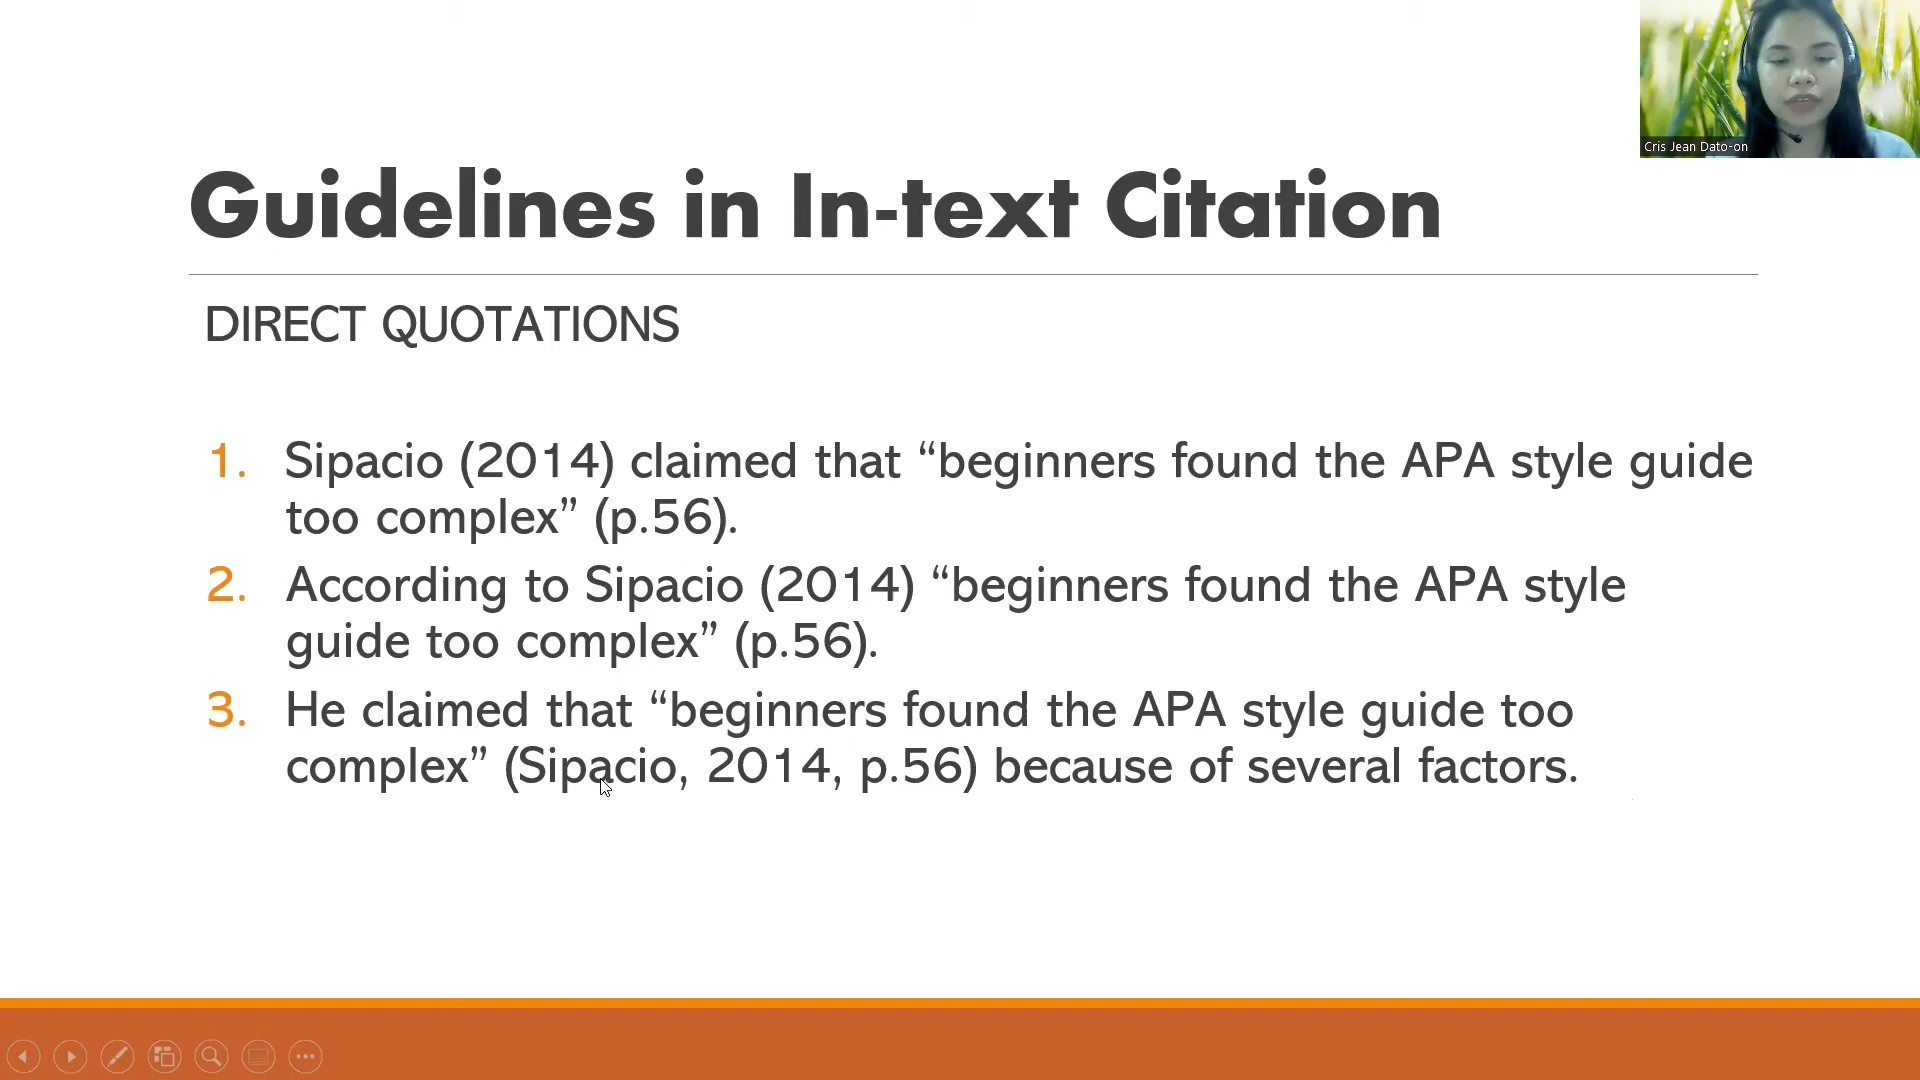 Cris Jean Dato-on
Guidelines in In-text Citation
DIRECT QUOTATIONS
1. Sipacio (2014) claimed that “beginners found the APA style guide
too complex” (p.56).
2. According to Sipacio (2014) “beginners found the APA style
guide too complex” (p.56).
3. He claimed that “beginners found the APA style guide too
complex” (Sipacio, 2014, p.56) because of several factors.